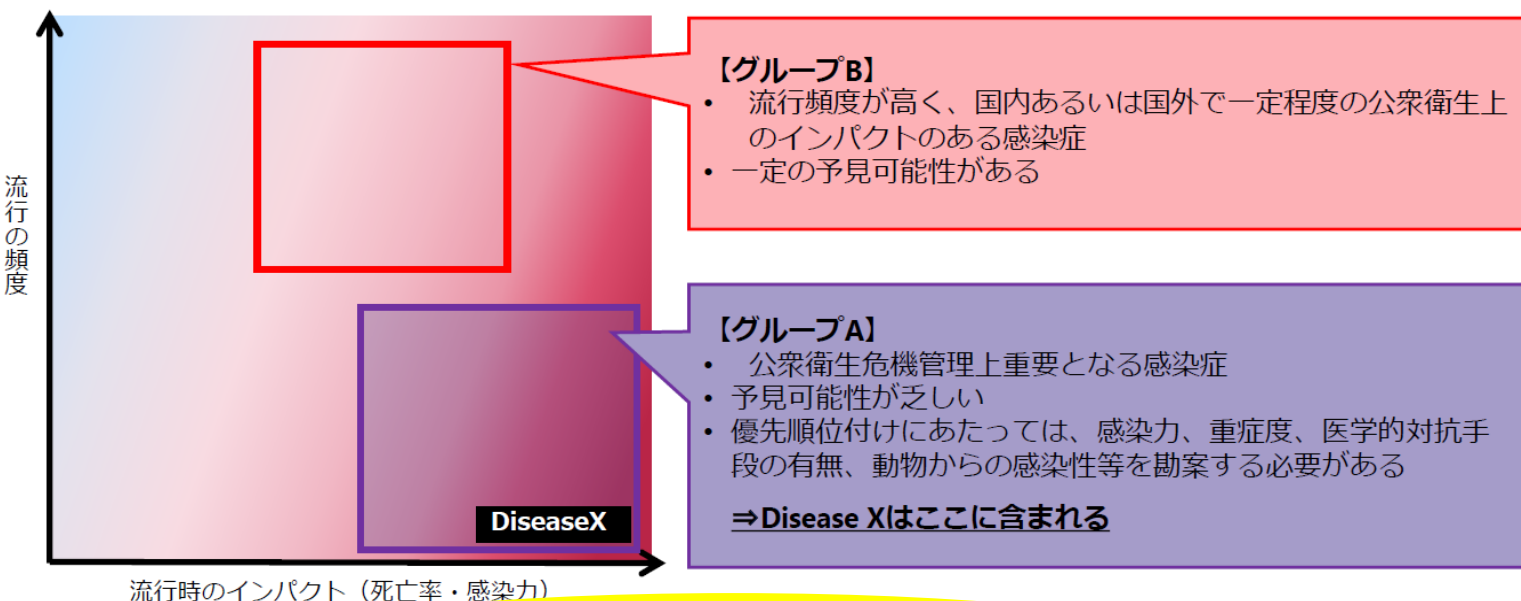 流行の頻度
【グループB】
• 流行頻度が高く、国内あるいは国外で一定程度の公衆衛生上
のインパクトのある感染症
• 一定の予見可能性がある
【グループA】
• 公衆衛生危機管理上重要となる感染症
• 予見可能性が乏しい
• 優先順位付けにあたっては、感染力、重症度、医学的対抗手
段の有無、動物からの感染性等を勘案する必要がある
⇒Disease Xはここに含まれる
DiseaseX
流行時のインパクト（死亡率・感染力）